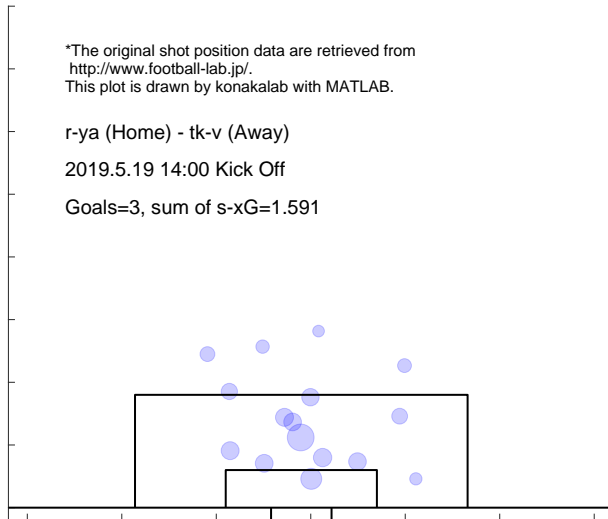 *The original shot position data are retrieved from
http://www.football-lab.jp/.
This plot is drawn by konakalab with MATLAB.
r-ya (Home) - tk-v (Away)
2019.5.19 14:00 Kick Off
Goals=3, sum of s-xG=1.591